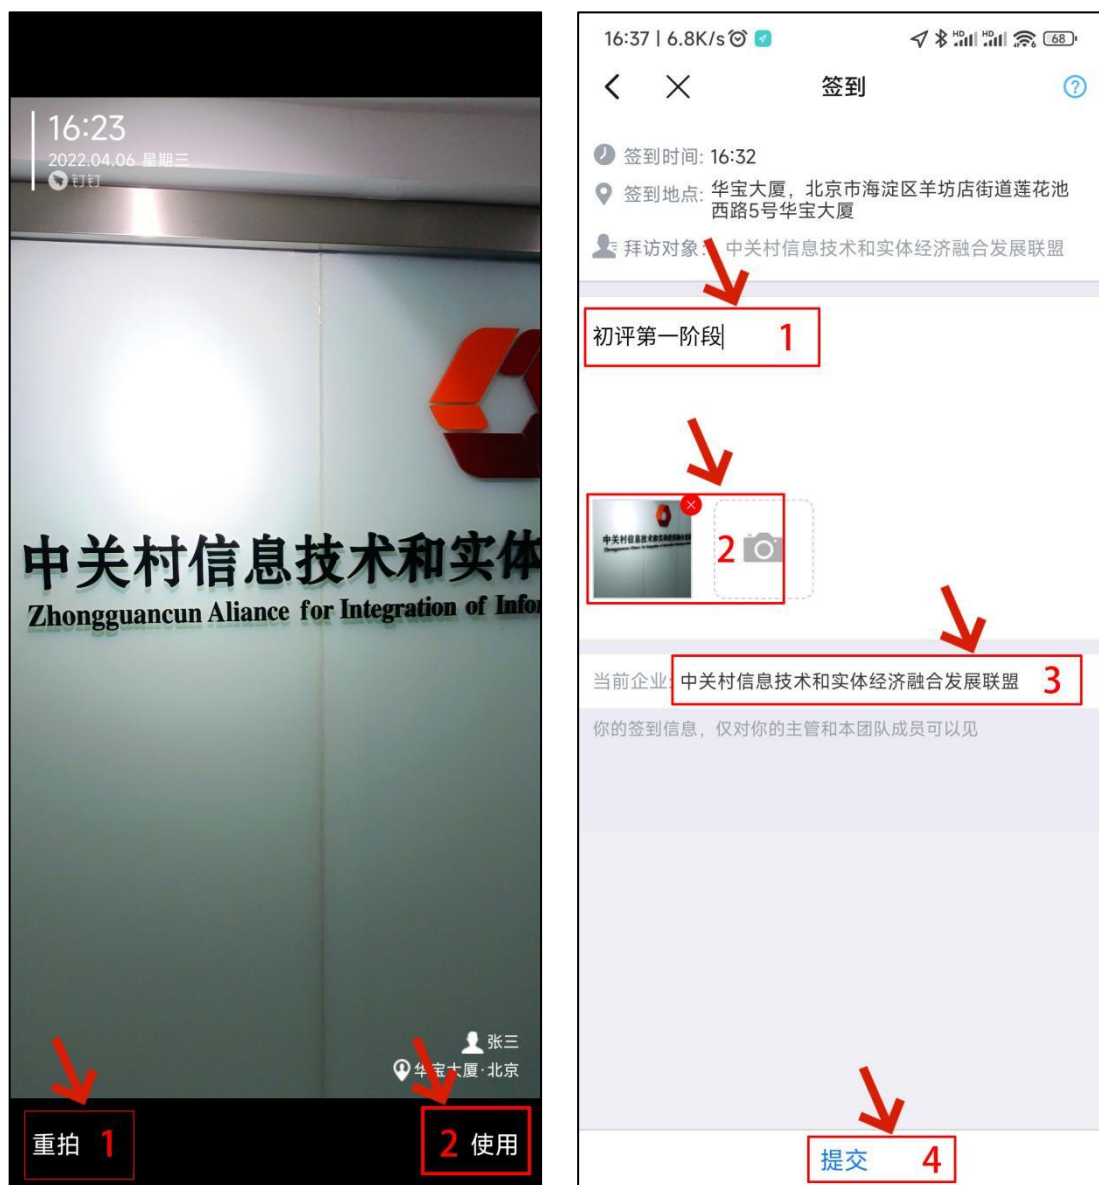 16:23
2022.04.06 星期三
钉钉
中关村信息技术和实体
Zhongguancun Aliance for Integration of Infor
张三
华宝大厦·北京
重拍 1
2 使用
16:37 | 6.8K/s
HD HD 6 68
签到
?
签到时间: 16:32
签到地点: 华宝大厦，北京市海淀区羊坊店街道莲花池
西路5号华宝大厦
拜访对象: 中关村信息技术和实体经济融合发展联盟
初评第一阶段 1
2
当前企业: 中关村信息技术和实体经济融合发展联盟 3
你的签到信息，仅对你的主管和本团队成员可以见
提交 4